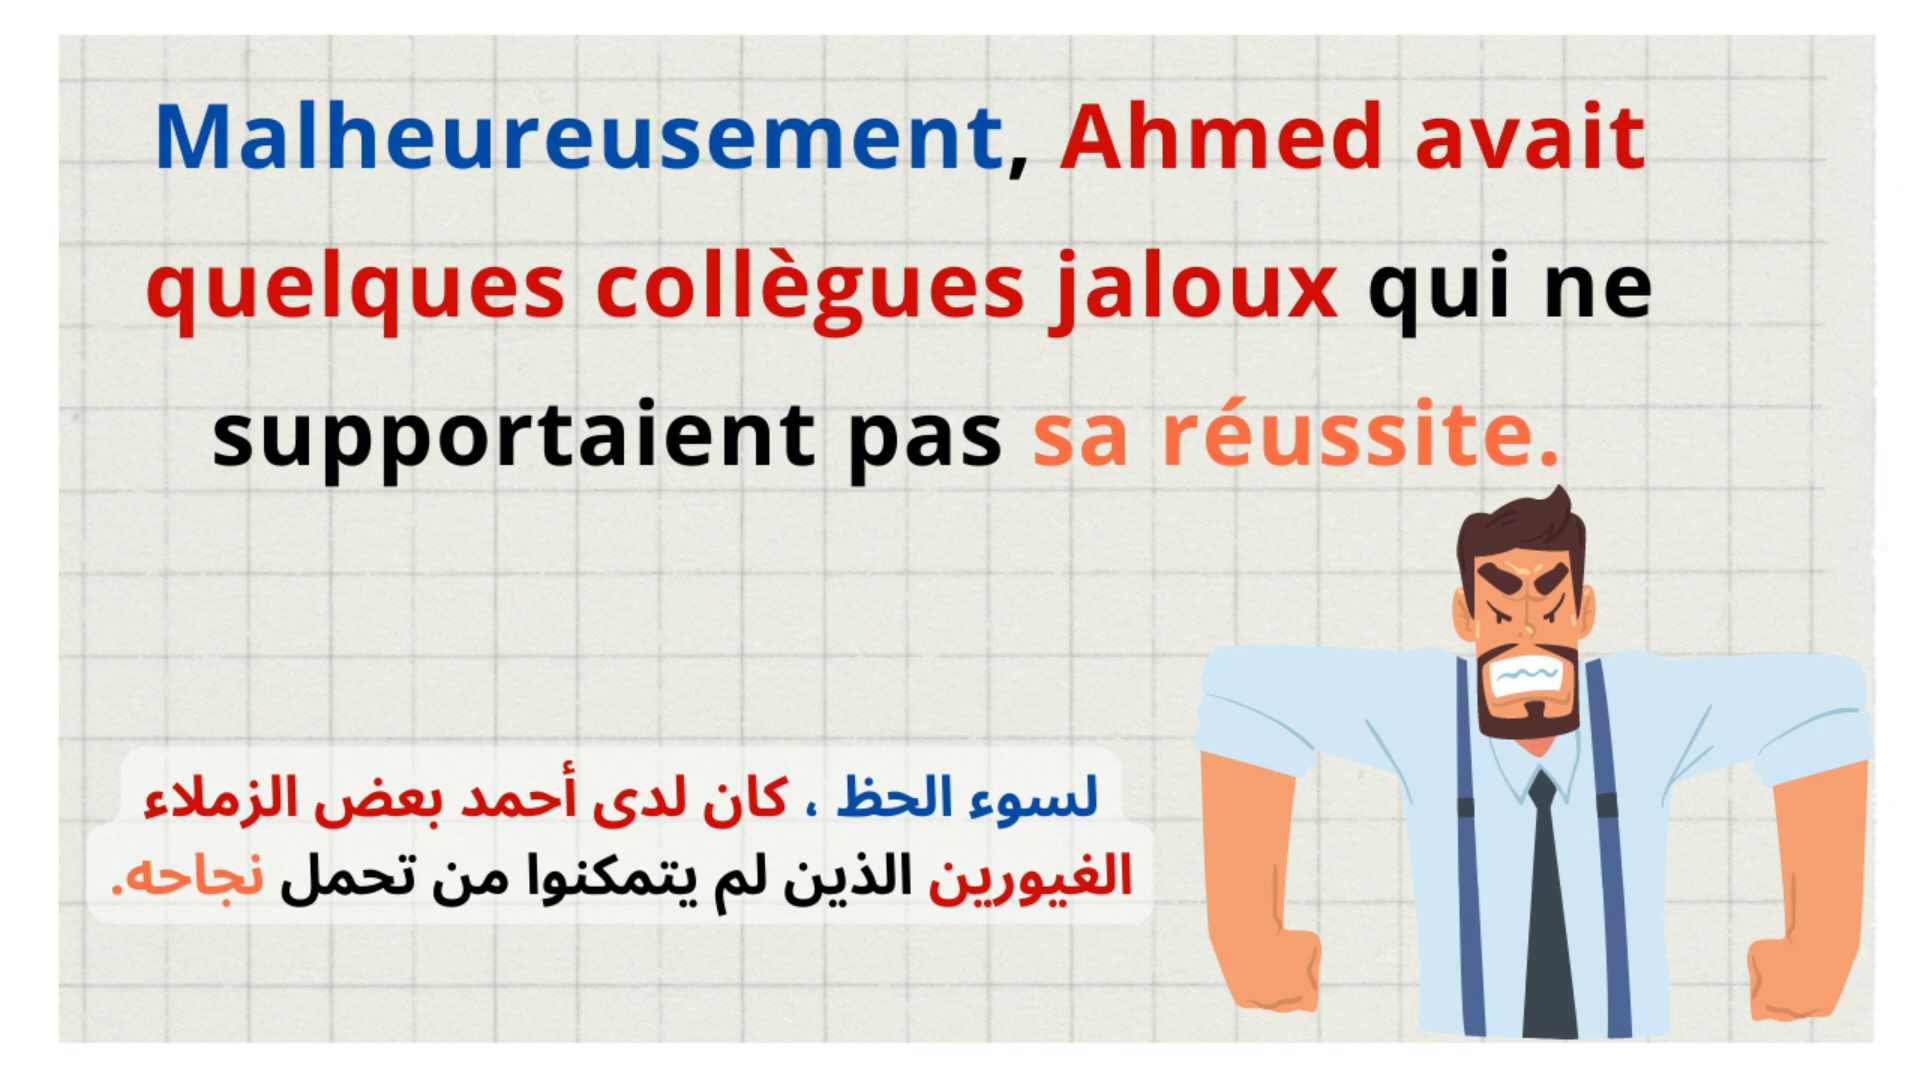 Malheureusement, Ahmed avait
quelques collègues jaloux qui ne
supportaient pas sa réussite.
لسوء الحظ ، كان لدى أحمد بعض الزملاء
الغيورين الذين لم يتمكنوا من تحمل نجاحه.